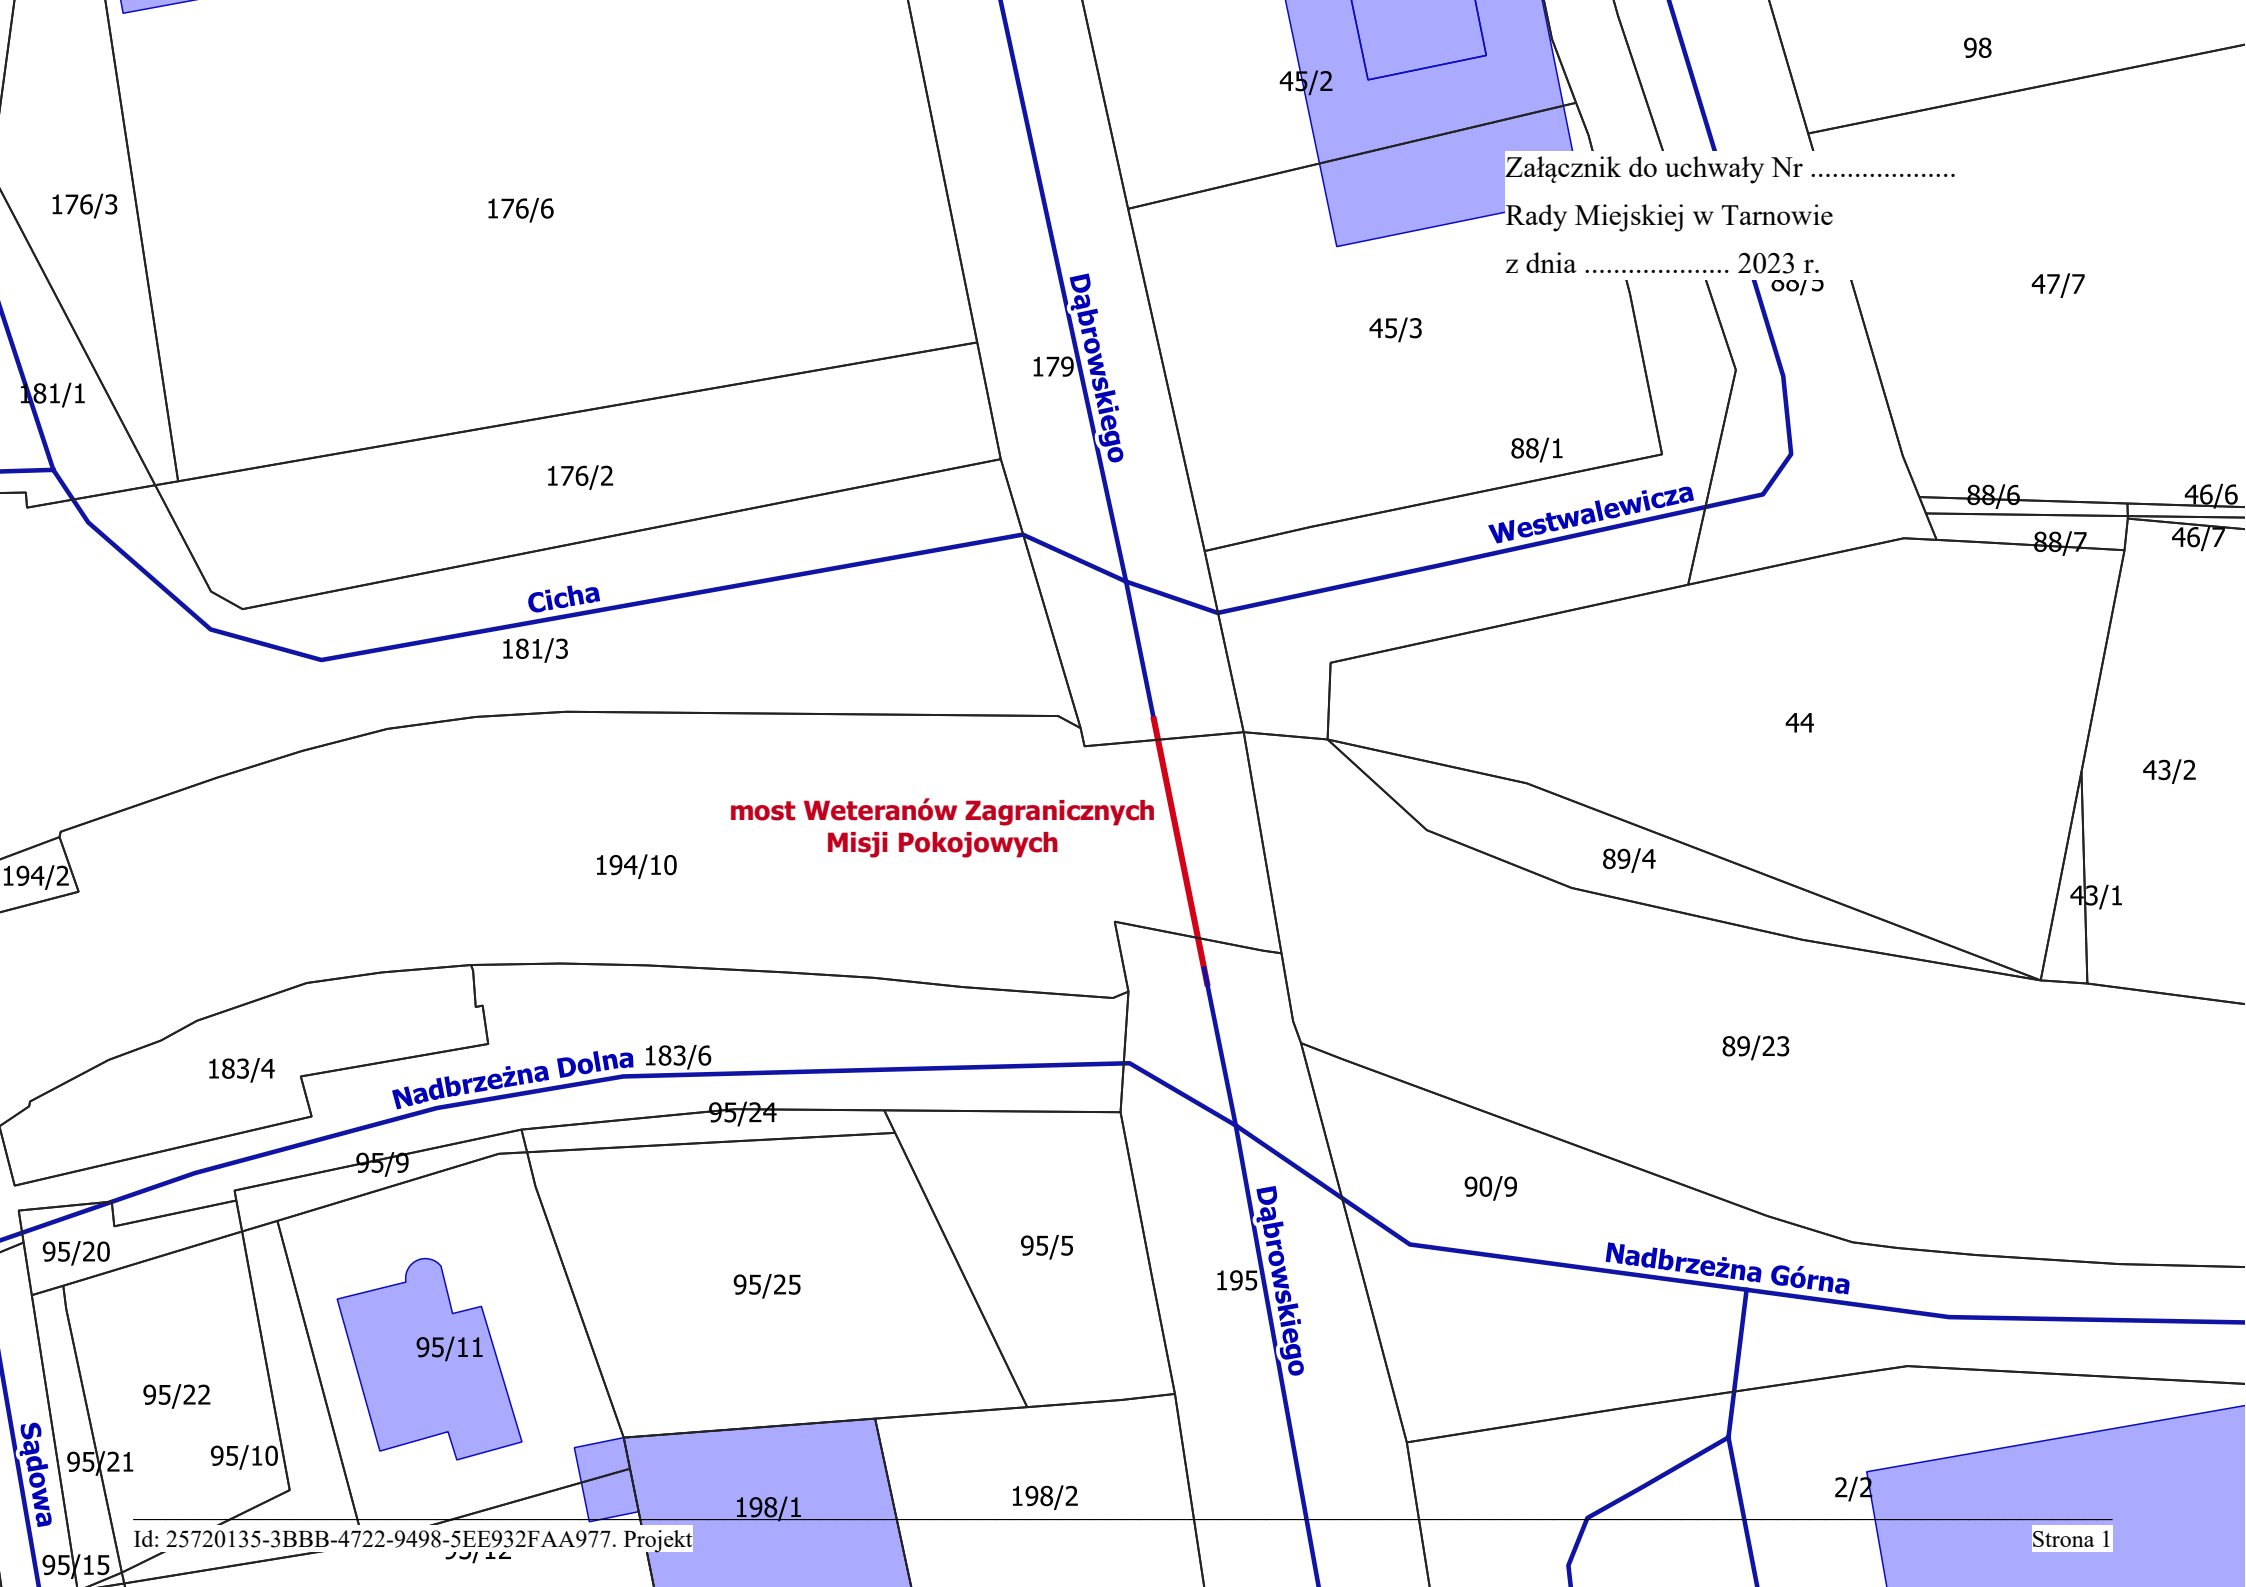 98
45/2
Załącznik do uchwały Nr ....................
176/3
176/6
Rady Miejskiej w Tarnowie
z dnia .................... 2023 r.
88/5
47/7
45/3
Dąbrowskiego
179
181/1
88/1
176/2
Westwalewicza
88/6
46/6
88/7
46/7
Cicha
181/3
44
43/2
most Weteranów Zagranicznych
Misji Pokojowych
194/10
89/4
194/2
43/1
89/23
183/6
183/4
Nadbrzeżna Dolna
95/24
95/9
90/9
95/5
95/20
Nadbrzeżna Górna
95/25
195
Dąbrowskiego
95/11
95/22
95/10
95/21
Sądowa
2/2
198/2
198/1
Id: 25720135-3BBB-4722-9498-5EE932FAA977. Projekt
Strona 1
95/12
95/15